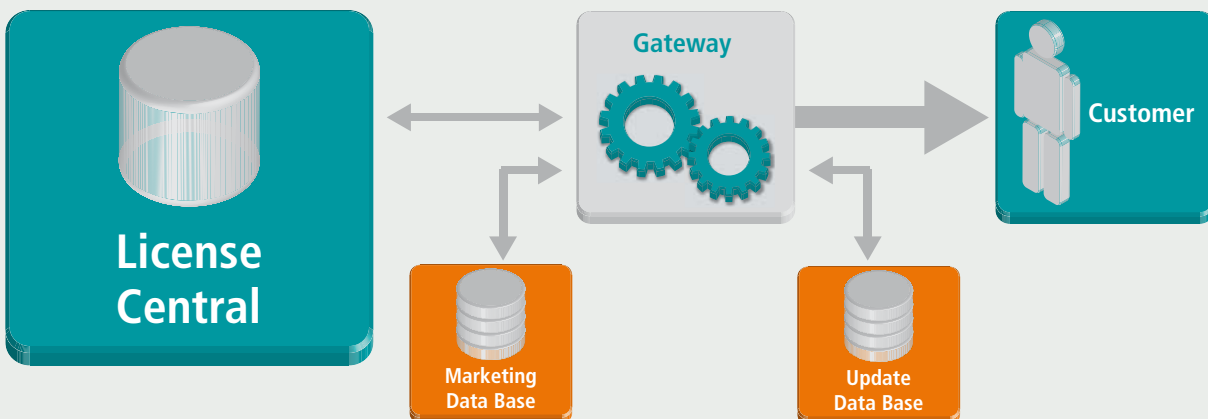 Gateway
Customer
License
Central
Marketing
Data Base
Update
Data Base